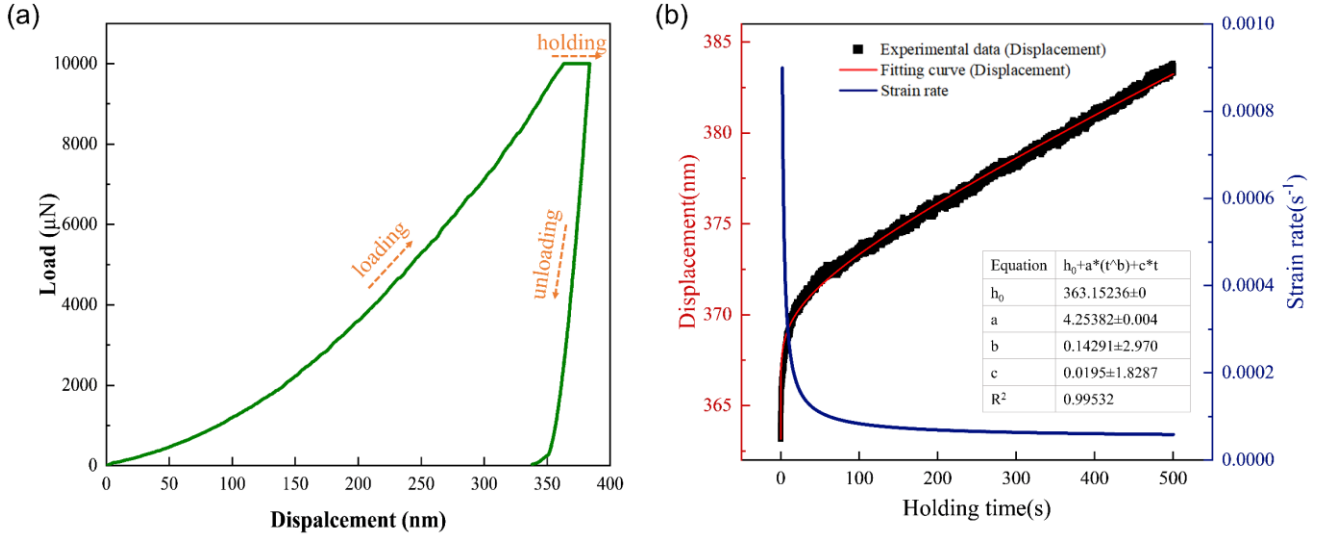 (a)
holding
10000
8000
6000
4000
2000
0
Load (μN)
loading
unloading
0 50 100 150 200 250 300 350 400
Dispalcement (nm)
(b)
385
380
375
370
365
Displacement(nm)
Experimental data (Displacement)
Fitting curve (Displacement)
Strain rate
Equation h₀+a*(t^b)+c*t
h₀ 363.15236±0
a 4.25382±0.004
b 0.14291±2.970
c 0.0195±1.8287
R² 0.99532
0 100 200 300 400 500
Holding time(s)
0.0010
0.0008
0.0006
0.0004
0.0002
0.0000
Strain rate(s⁻¹)